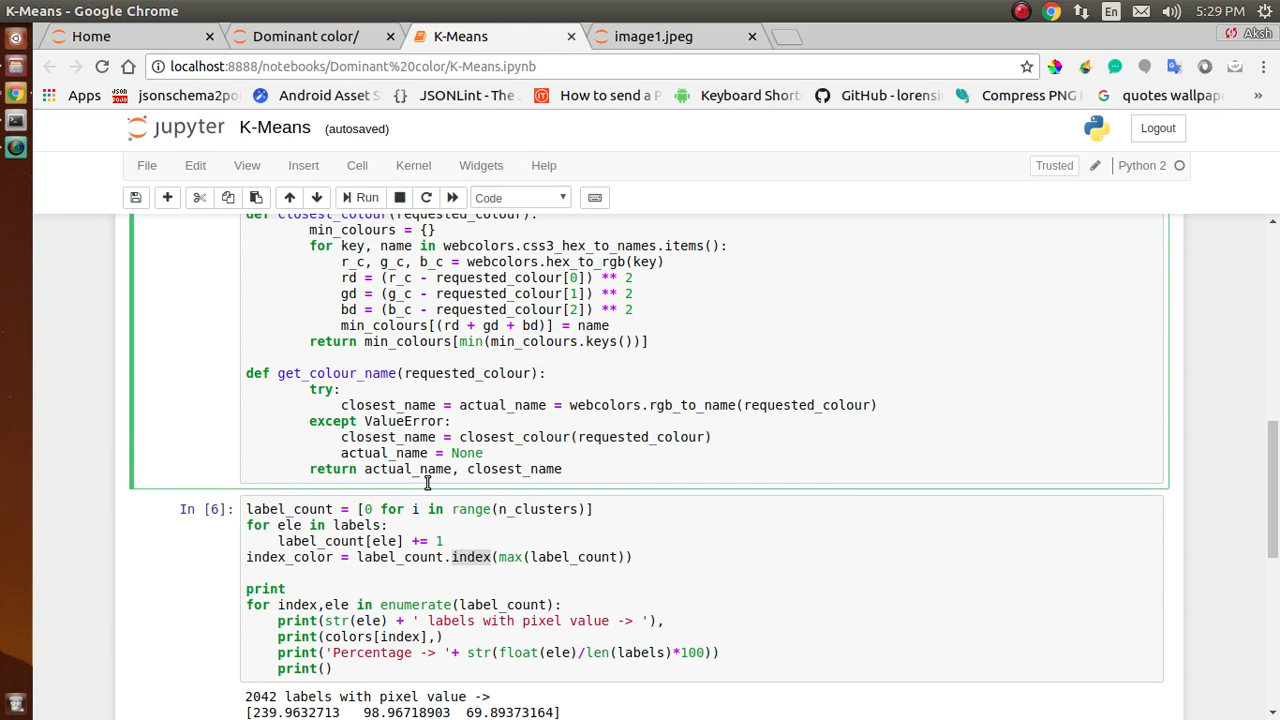 K-Means - Google Chrome
En
5:29 PM
Home
Dominant color/
K-Means
image1.jpeg
Aksh
localhost:8888/notebooks/Dominant%20color/K-Means.ipynb
Apps
jsonschema2po
Android Asset S
{} JSONLint - The
How to send a P
Keyboard Short
GitHub - lorensi
Compress PNG
quotes wallpape
»
jupyter K-Means (autosaved)
Logout
File
Edit
View
Insert
Cell
Kernel
Widgets
Help
Trusted
Python 2
Run
Code
def closest_colour(requested_colour):
min_colours = {}
for key, name in webcolors.css3_hex_to_names.items():
r_c, g_c, b_c = webcolors.hex_to_rgb(key)
rd = (r_c - requested_colour[0]) ** 2
gd = (g_c - requested_colour[1]) ** 2
bd = (b_c - requested_colour[2]) ** 2
min_colours[(rd + gd + bd)] = name
return min_colours[min(min_colours.keys())]
def get_colour_name(requested_colour):
try:
closest_name = actual_name = webcolors.rgb_to_name(requested_colour)
except ValueError:
closest_name = closest_colour(requested_colour)
actual_name = None
return actual_name, closest_name
In [6]:
label_count = [0 for i in range(n_clusters)]
for ele in labels:
label_count[ele] += 1
index_color = label_count.index(max(label_count))
print
for index,ele in enumerate(label_count):
print(str(ele) + ' labels with pixel value -> '),
print(colors[index],)
print('Percentage -> '+ str(float(ele)/len(labels)*100))
print()
2042 labels with pixel value ->
[239.9632713 98.96718903 69.89373164]